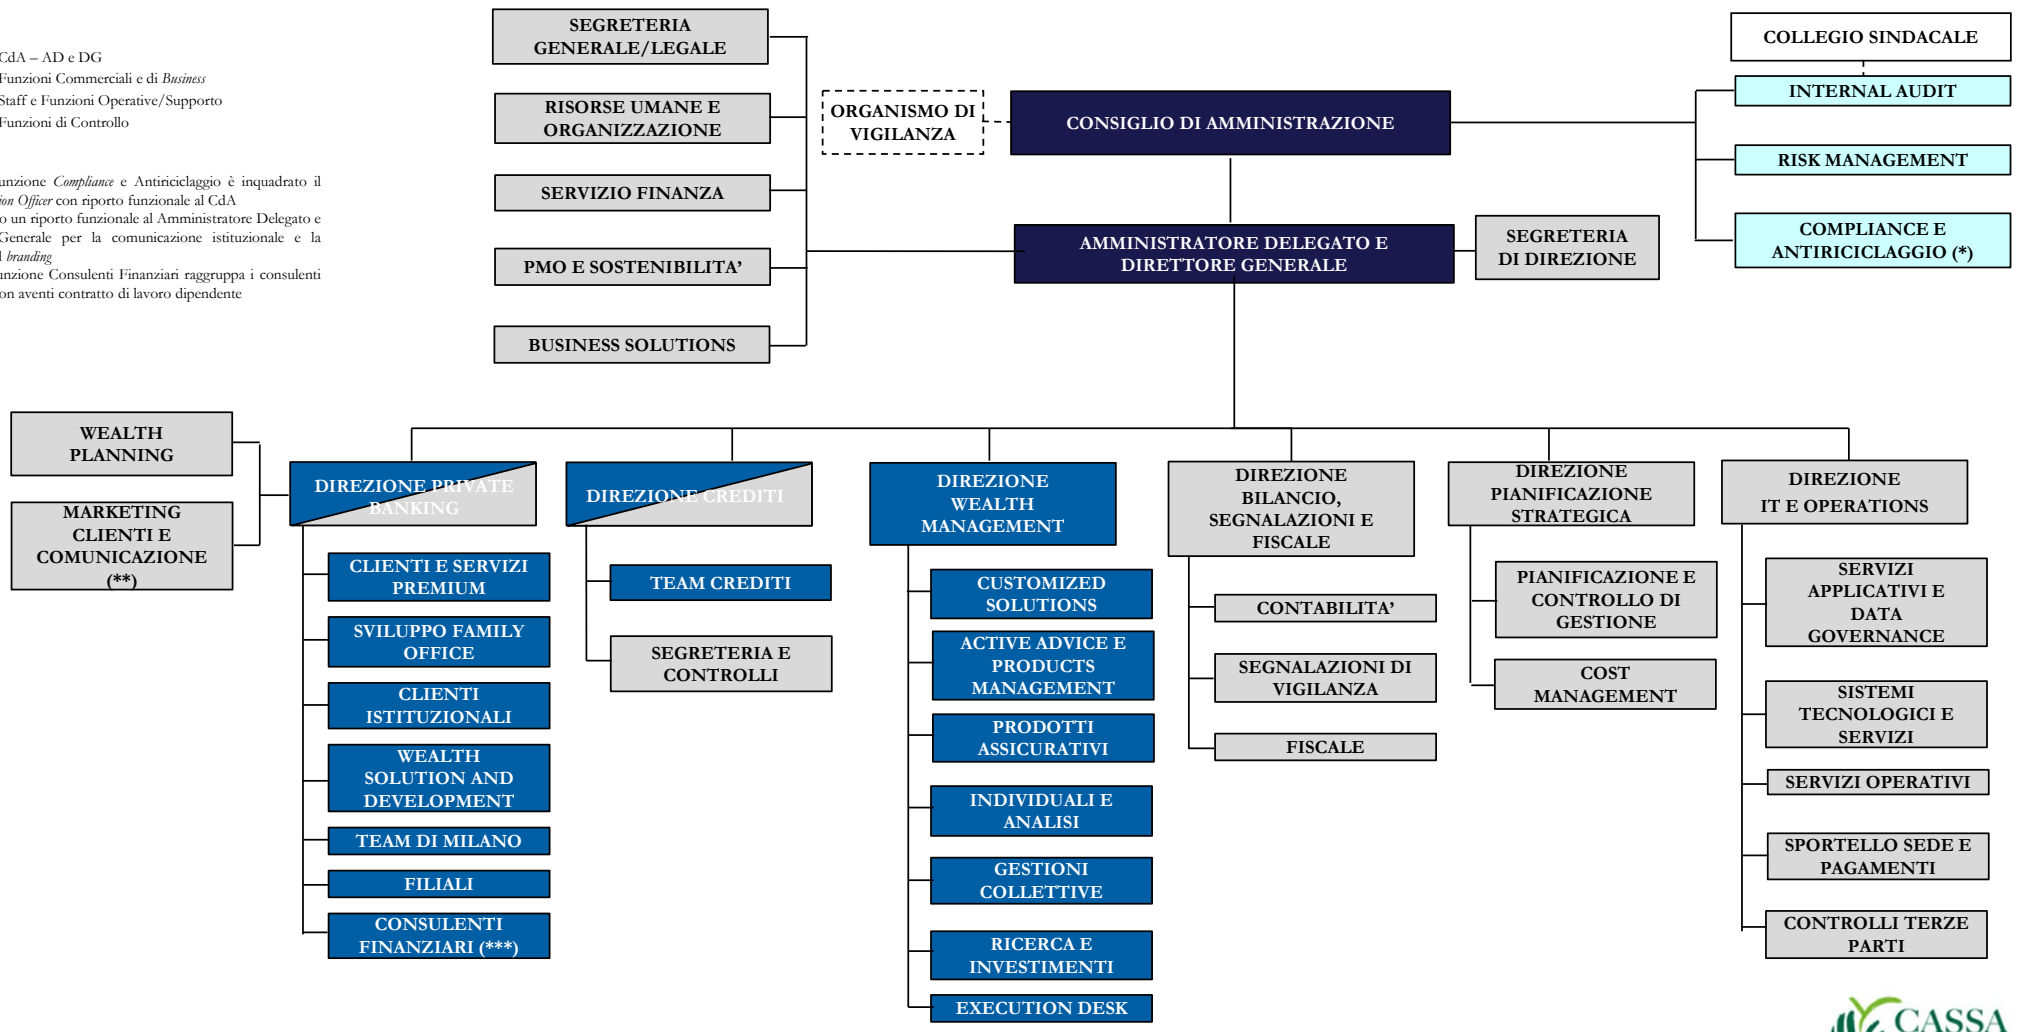 CdA – AD e DG
Funzioni Commerciali e di Business
Staff e Funzioni Operative/Supporto
Funzioni di Controllo
Compliance e Antiriciclaggio è inquadrato il
Officer con riporto funzionale al CdA
un riporto funzionale al Amministratore Delegato e
Generale per la comunicazione istituzionale e la
branding
Consulenti Finanziari raggruppa i consulenti
aventi contratto di lavoro dipendente
SEGRETERIA
GENERALE/LEGALE
RISORSE UMANE E
ORGANIZZAZIONE
SERVIZIO FINANZA
PMO E SOSTENIBILITA’
BUSINESS SOLUTIONS
ORGANISMO DI
VIGILANZA
CONSIGLIO DI AMMINISTRAZIONE
AMMINISTRATORE DELEGATO E
DIRETTORE GENERALE
SEGRETERIA
DI DIREZIONE
COLLEGIO SINDACALE
INTERNAL AUDIT
RISK MANAGEMENT
COMPLIANCE E
ANTIRICICLAGGIO (*)
WEALTH
PLANNING
MARKETING
CLIENTI E
COMUNICAZIONE
(**)
DIREZIONE PRIVATE
BANKING
CLIENTI E SERVIZI
PREMIUM
SVILUPPO FAMILY
OFFICE
CLIENTI
ISTITUZIONALI
WEALTH
SOLUTION AND
DEVELOPMENT
TEAM DI MILANO
FILIALI
CONSULENTI
FINANZIARI (***)
DIREZIONE CREDITI
TEAM CREDITI
SEGRETERIA E
CONTROLLI
DIREZIONE
WEALTH
MANAGEMENT
CUSTOMIZED
SOLUTIONS
ACTIVE ADVICE E
PRODUCTS
MANAGEMENT
PRODOTTI
ASSICURATIVI
INDIVIDUALI E
ANALISI
GESTIONI
COLLETTIVE
RICERCA E
INVESTIMENTI
EXECUTION DESK
DIREZIONE
BILANCIO,
SEGNALAZIONI E
FISCALE
CONTABILITA’
SEGNALAZIONI DI
VIGILANZA
FISCALE
DIREZIONE
PIANIFICAZIONE
STRATEGICA
PIANIFICAZIONE E
CONTROLLO DI
GESTIONE
COST
MANAGEMENT
DIREZIONE
IT E OPERATIONS
SERVIZI
APPLICATIVI E
DATA
GOVERNANCE
SISTEMI
TECNOLOGICI E
SERVIZI
SERVIZI OPERATIVI
SPORTELLO SEDE E
PAGAMENTI
CONTROLLI TERZE
PARTI
CASSA